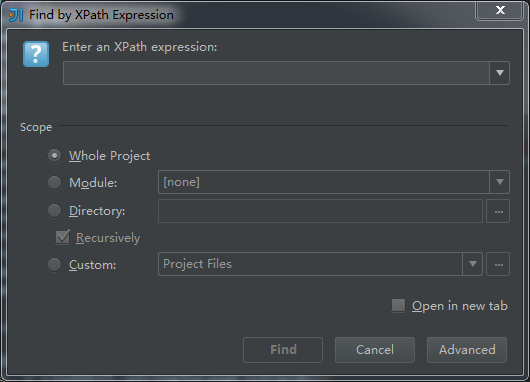 Find by XPath Expression
Enter an XPath expression:
Scope
Whole Project
Module: [none]
Directory: ...
Recursively
Custom: Project Files ...
Open in new tab
Find Cancel Advanced